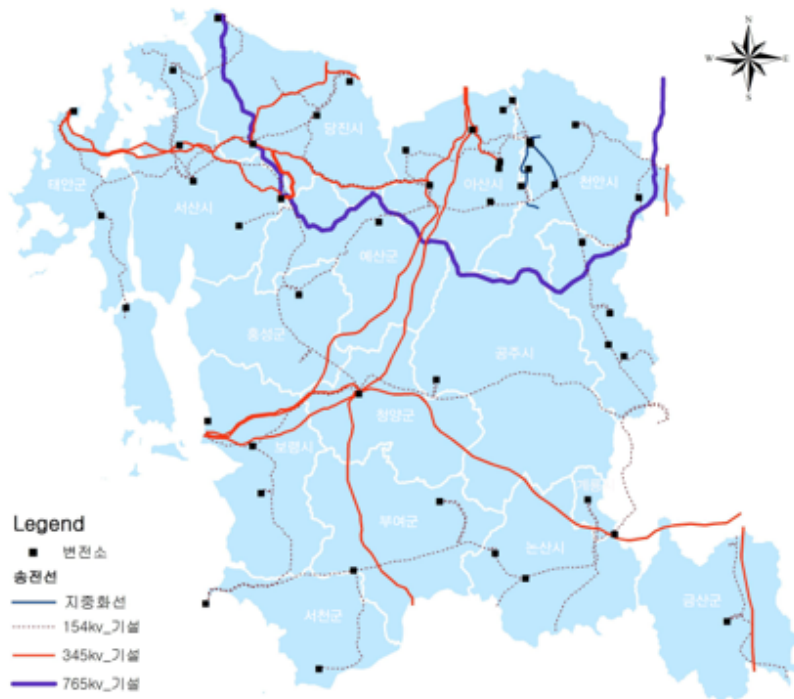 N
W E
S
당진시
태안군
서산시
아산시
천안시
예산군
홍성군
공주시
청양군
보령시
계룡시
부여군
논산시
서천군
금산군
Legend
변전소
송전선
지중화선
154kv_기설
345kv_기설
765kv_기설